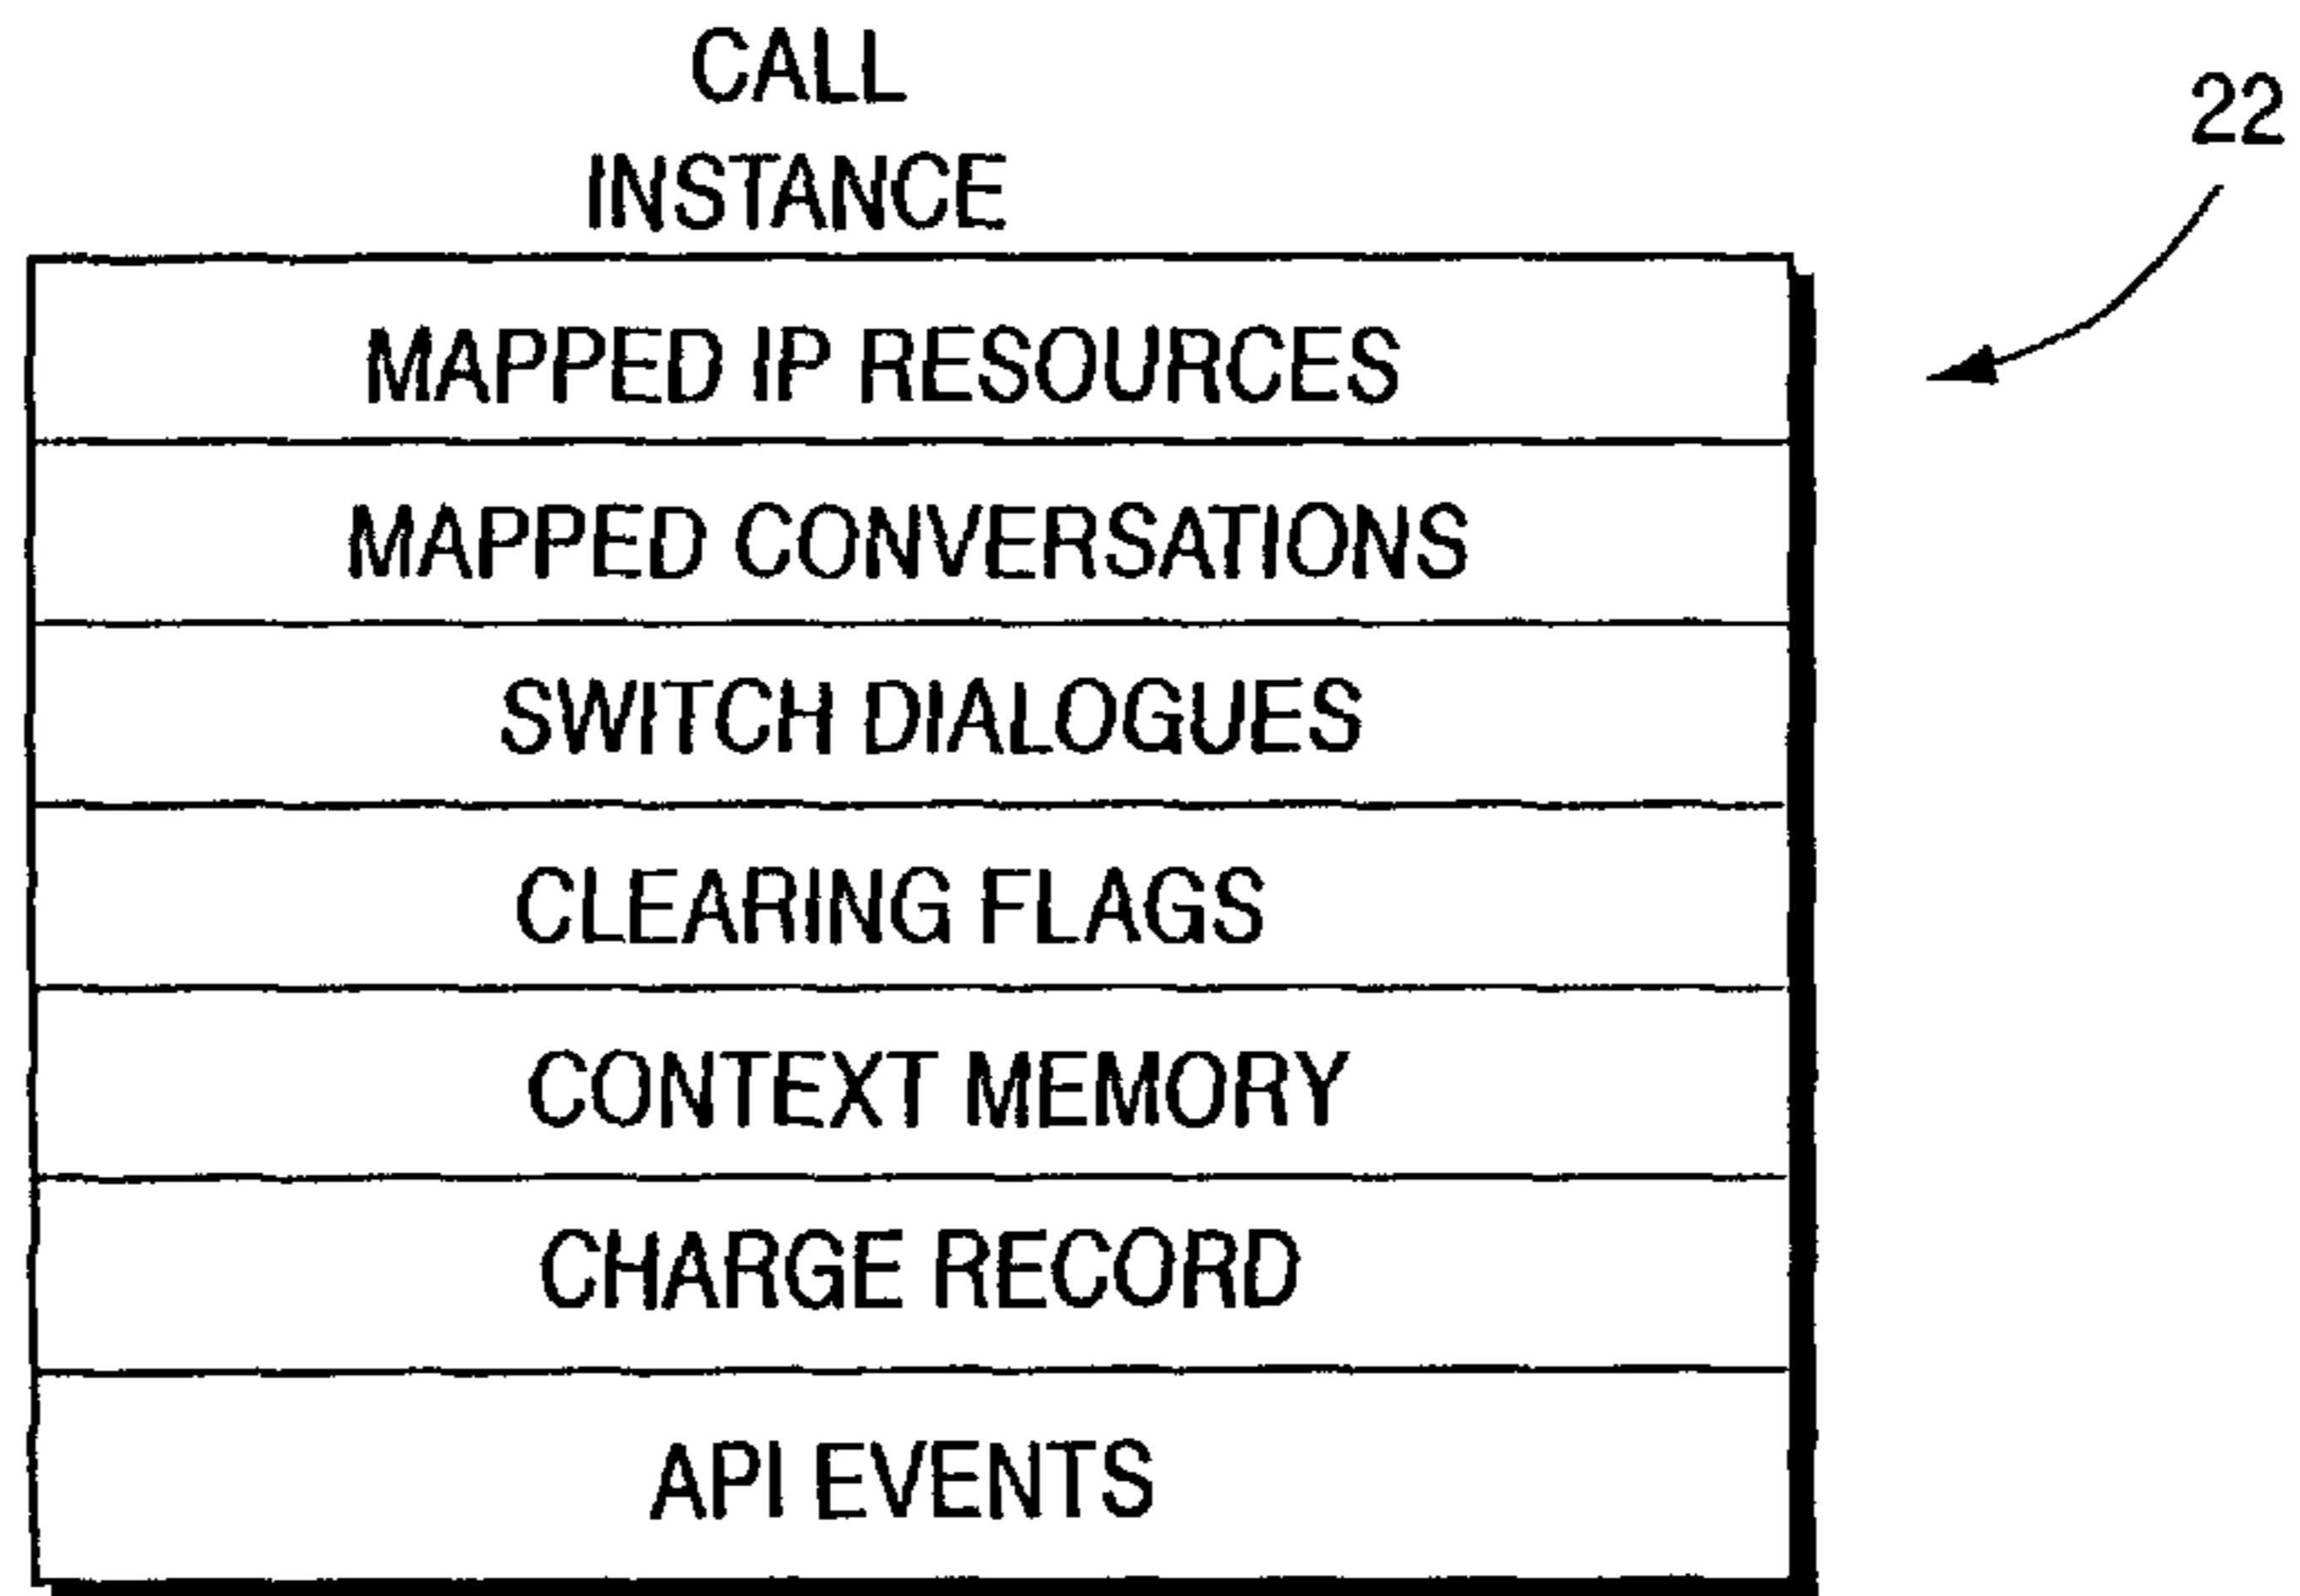 CALL
INSTANCE
22
MAPPED IP RESOURCES
MAPPED CONVERSATIONS
SWITCH DIALOGUES
CLEARING FLAGS
CONTEXT MEMORY
CHARGE RECORD
API EVENTS